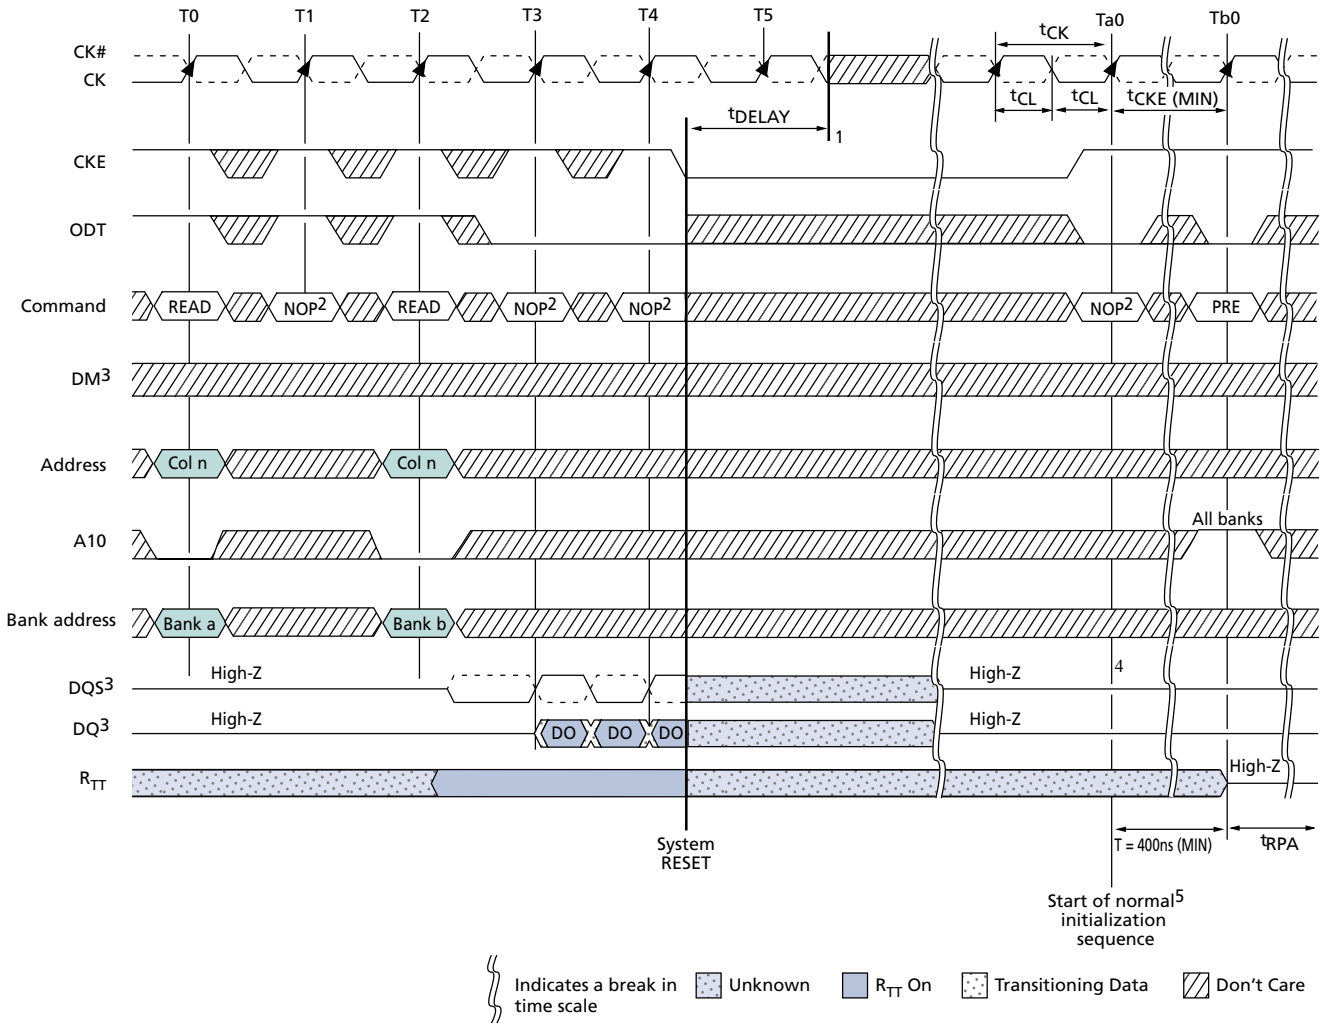 T0 T1 T2 T3 T4 T5 Ta0 Tb0
CK#
CK
tCK
tCL tCL tCKE (MIN)
tDELAY
1
CKE
ODT
Command READ NOP2 READ NOP2 NOP2 NOP2 PRE
DM3
Address Col n Col n
All banks
A10
Bank address Bank a Bank b
4
High-Z High-Z
DQS3
High-Z High-Z
DQ3 DO DO DO
High-Z
RTT
System
RESET
T = 400ns (MIN) tRPA
Start of normal5
initialization
sequence
Indicates a break in
time scale
Unknown
RTT On
Transitioning Data
Don't Care